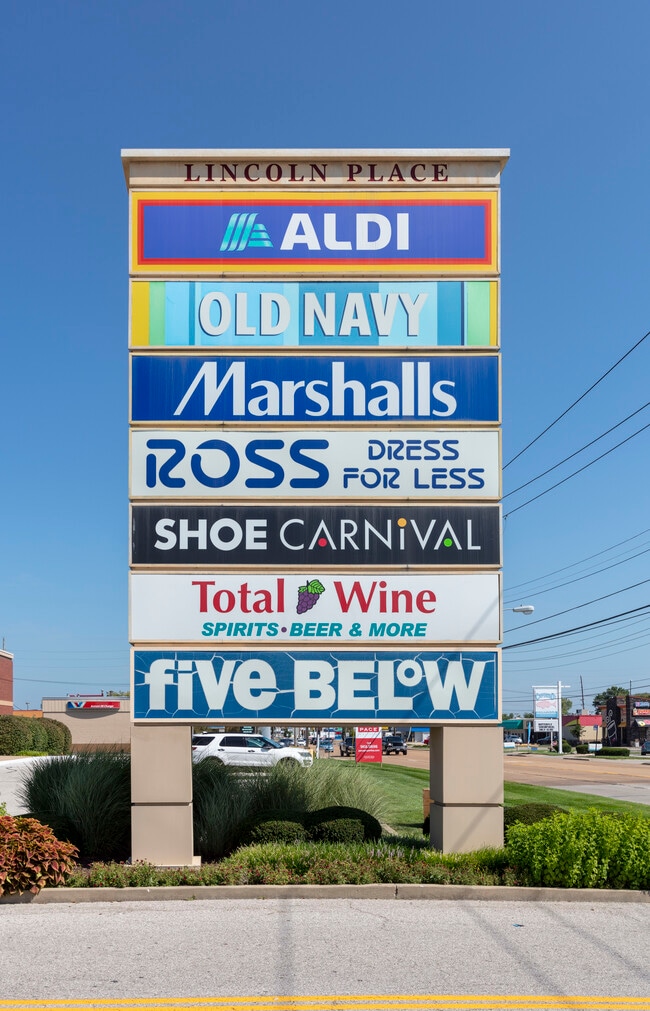 LINCOLN PLACE
ALDI
OLD NAVY
Marshalls
ROSS DRESS FOR LESS
SHOE CARNIVAL
Total Wine
SPIRITS • BEER & MORE
five BELOW
PACE